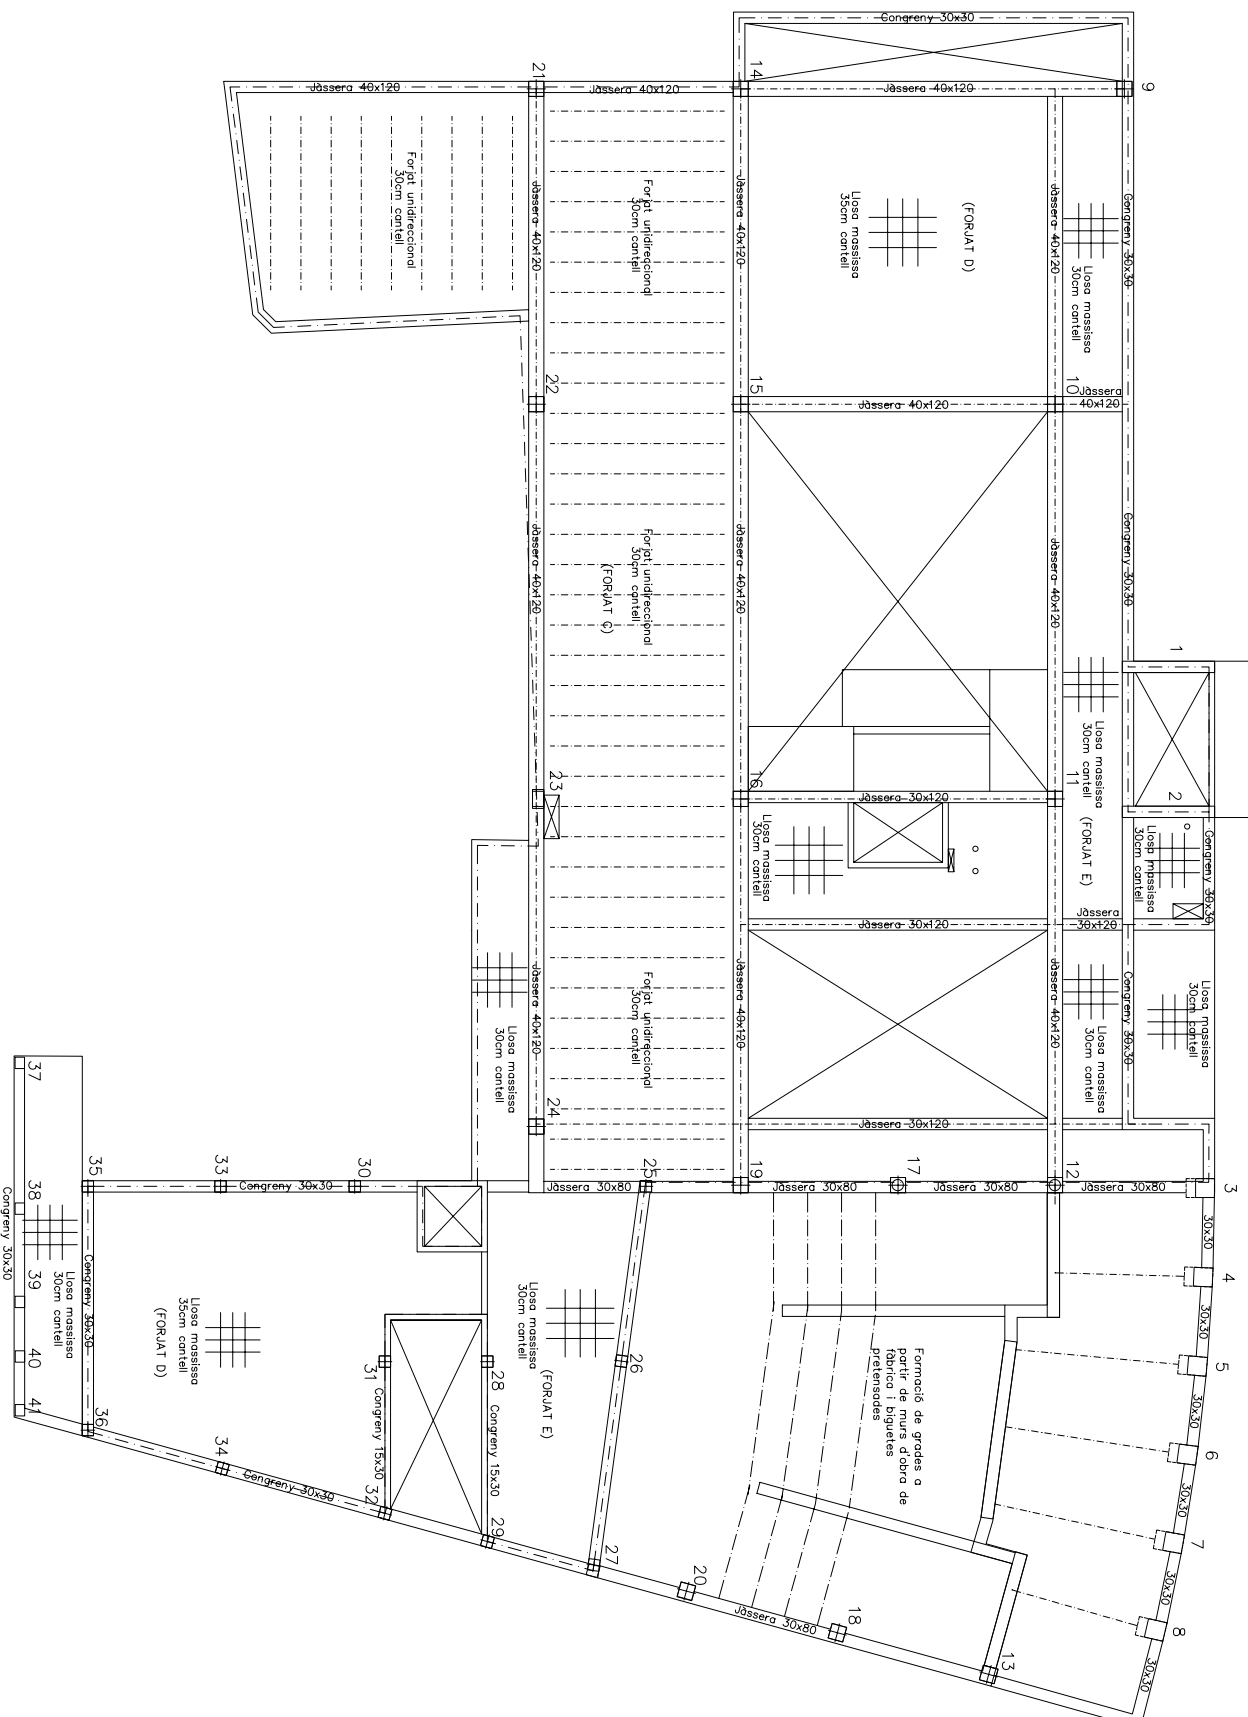 3
4
5
6
7
8
30x30
30x30
30x30
30x30
30x30
30x30
Congreny 30x30
Llosa massissa
30cm cantell
Llosa massissa
30cm cantell
1
2
9
Congreny 30x30
Congreny 30x30
Congreny 30x30
Congreny 30x30
Llosa massissa
30cm cantell
Jàssera
40x120
Llosa massissa
30cm cantell
(FORJAT E)
Jàssera
30x120
Llosa massissa
30cm cantell
Jàssera 30x80
10
11
12
13
Jàssera 40x120
Jàssera 40x120
Jàssera 40x120
Jàssera 40x120
(FORJAT D)
Llosa massissa
35cm cantell
Jàssera 40x120
Jàssera 30x120
Jàssera 30x120
Jàssera 30x120
Jàssera 30x80
17
18
Formació de grades a
partir de murs d'obra de
fàbrica i biguetes
pretensades
Llosa massissa
30cm cantell
Jàssera 30x80
Jàssera 30x80
14
15
16
19
20
Jàssera 40x120
Jàssera 40x120
Jàssera 40x120
Jàssera 40x120
Forjat unidireccional
30cm cantell
Forjat unidireccional
30cm cantell
(FORJAT C)
Forjat unidireccional
30cm cantell
Jàssera 30x80
25
26
27
21
22
23
24
Jàssera 40x120
Jàssera 40x120
Jàssera 40x120
Llosa massissa
30cm cantell
(FORJAT E)
Llosa massissa
30cm cantell
28
Congreny 15x30
29
Jàssera 40x120
Forjat unidireccional
30cm cantell
31
Congreny 15x30
32
30
Congreny 30x30
33
34
Congreny 30x30
Llosa massissa
35cm cantell
(FORJAT D)
35
36
Congreny 30x30
Llosa massissa
30cm cantell
37
38
39
40
41
Congreny 30x30